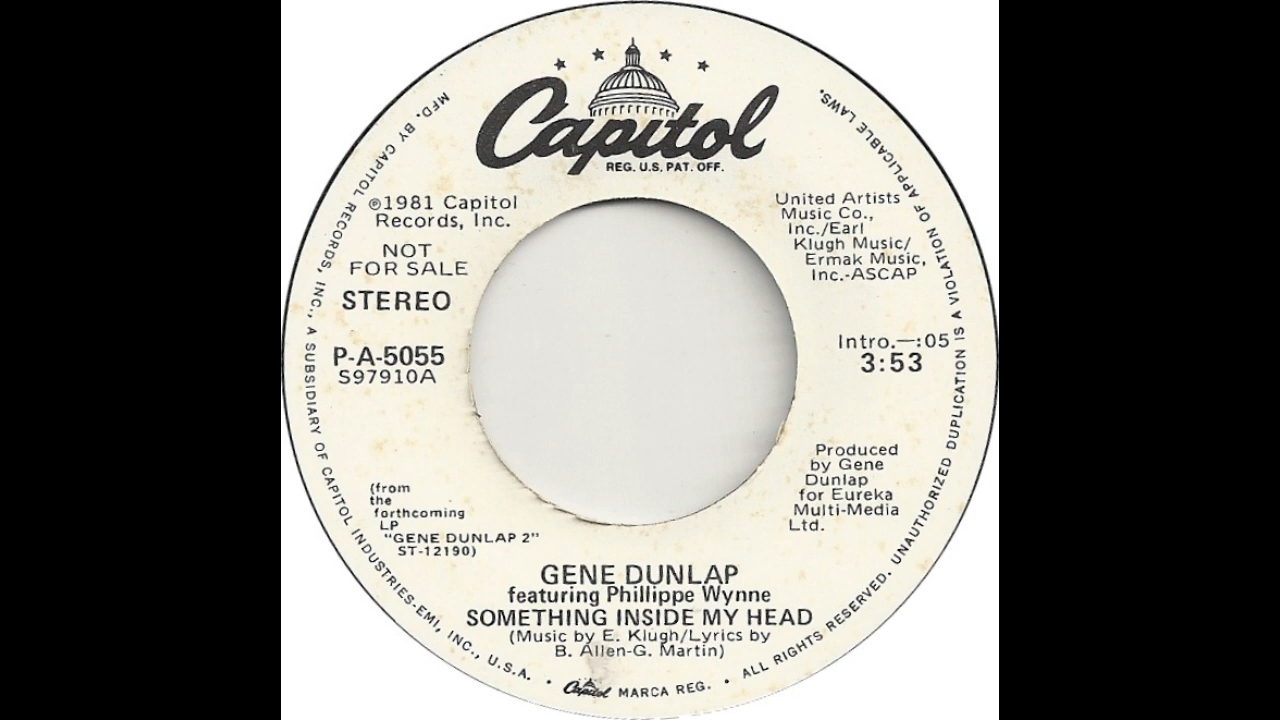 Capitol
REG. U.S. PAT. OFF.
℗1981 Capitol
Records, Inc.
NOT
FOR SALE
STEREO
P-A-5055
S97910A
(from
the
forthcoming
LP
"GENE DUNLAP 2"
ST-12190)
United Artists
Music Co.,
Inc./Earl
Klugh Music/
Ermak Music,
Inc.-ASCAP
Intro.—:05
3:53
Produced
by Gene
Dunlap
for Eureka
Multi-Media
Ltd.
GENE DUNLAP
featuring Phillippe Wynne
SOMETHING INSIDE MY HEAD
(Music by E. Klugh/Lyrics by
B. Allen-G. Martin)
MFD. BY CAPITOL RECORDS, INC., A SUBSIDIARY OF CAPITOL INDUSTRIES-EMI, INC., U.S.A. • Capitol MARCA REG. • ALL RIGHTS RESERVED. UNAUTHORIZED DUPLICATION IS A VIOLATION OF APPLICABLE LAWS.